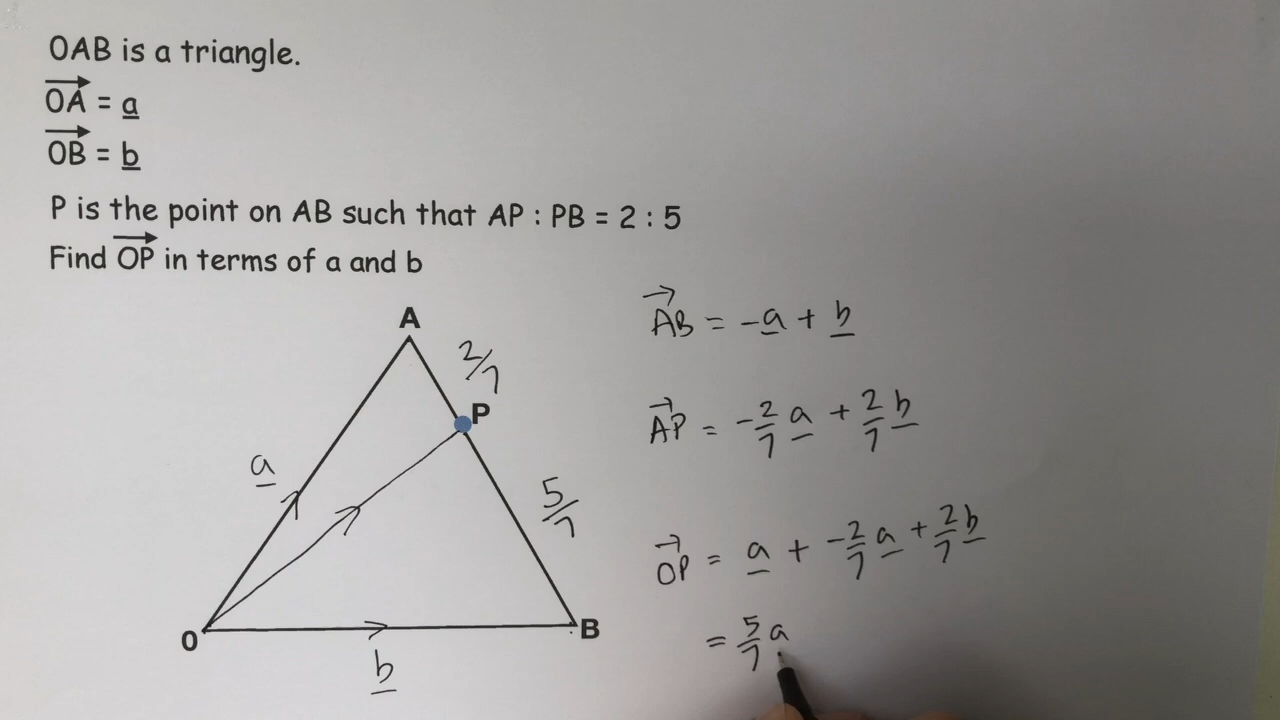 OAB is a triangle.
OA = a
OB = b
P is the point on AB such that AP : PB = 2 : 5
Find OP in terms of a and b
AB = -a + b
A
2/7
P
AP = -2/7 a + 2/7 b
a
5/7
OP = a + -2/7 a + 2/7 b
= 5/7 a
O
B
b